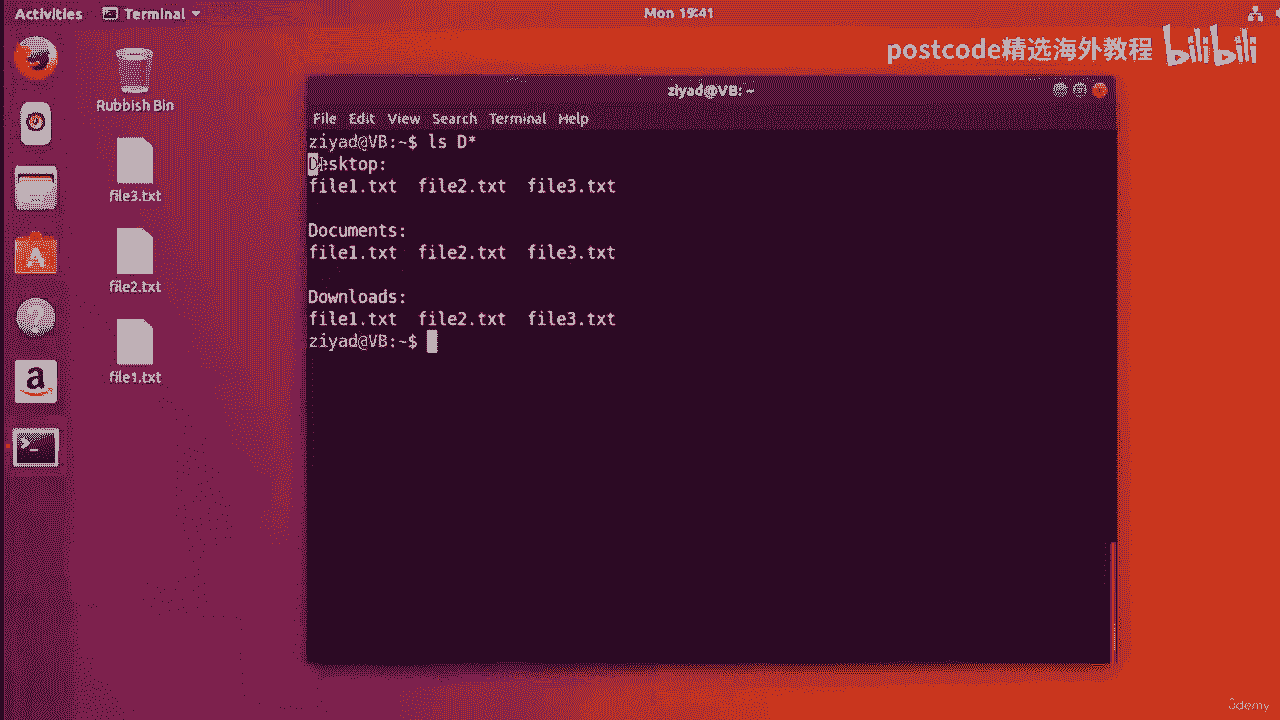 Activities Terminal Mon 19:41
postcode精选海外教程 bilibili
Rubbish Bin
file3.txt
file2.txt
file1.txt
ziyad@VB: ~
File Edit View Search Terminal Help
ziyad@VB:~$ ls D*
Desktop:
file1.txt file2.txt file3.txt
Documents:
file1.txt file2.txt file3.txt
Downloads:
file1.txt file2.txt file3.txt
ziyad@VB:~$
Udemy